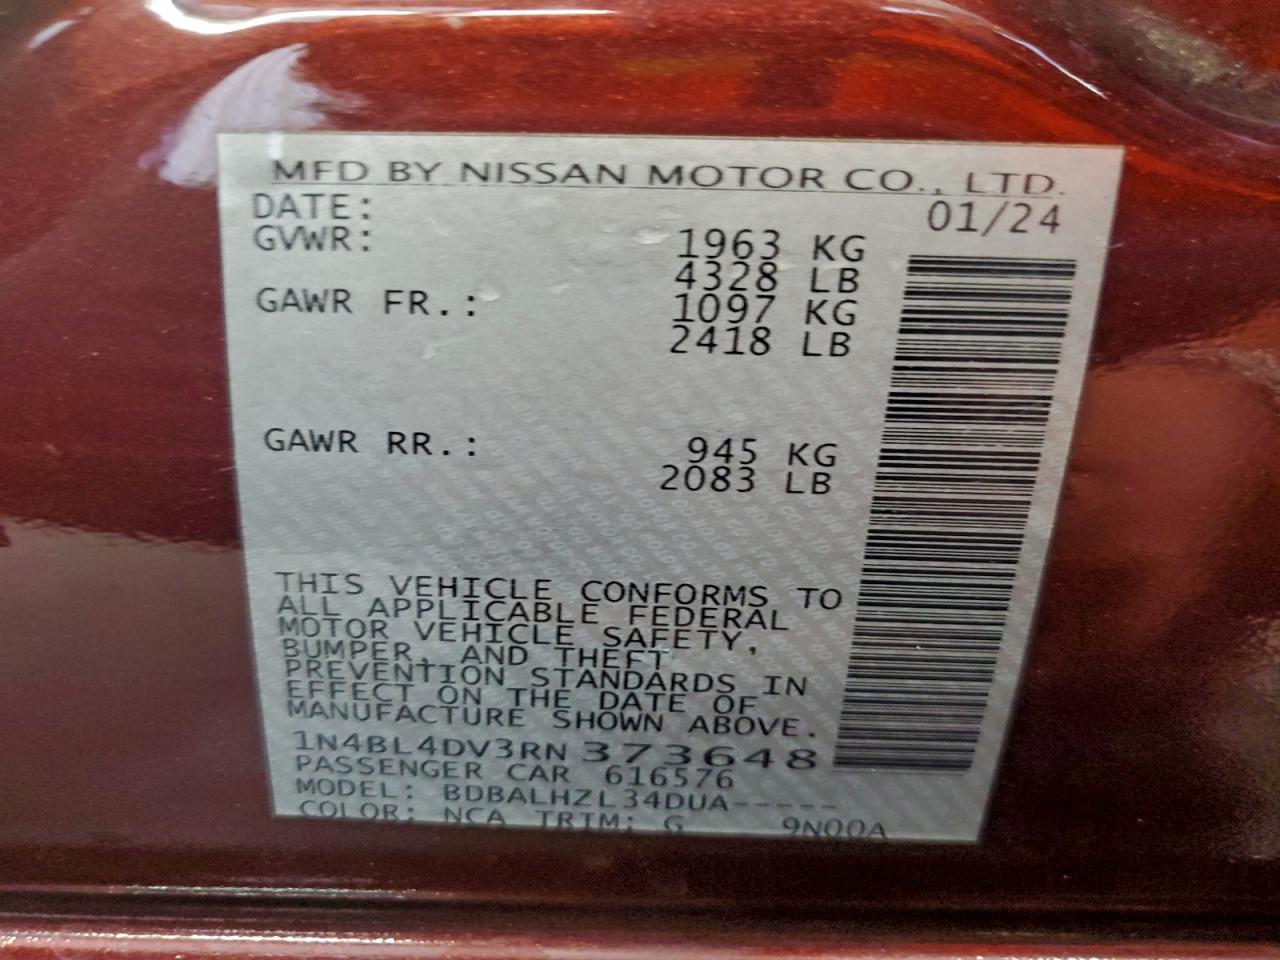 MFD BY NISSAN MOTOR CO., LTD.
DATE: 01/24
GVWR: 1963 KG
4328 LB
GAWR FR.: 1097 KG
2418 LB
GAWR RR.: 945 KG
2083 LB
THIS VEHICLE CONFORMS TO
ALL APPLICABLE FEDERAL
MOTOR VEHICLE SAFETY,
BUMPER, AND THEFT
PREVENTION STANDARDS IN
EFFECT ON THE DATE OF
MANUFACTURE SHOWN ABOVE.
1N4BL4DV3RN373648
PASSENGER CAR 616576
MODEL: BDBALHZL34DUA-----
COLOR: NCA TRIM: G 9N00A